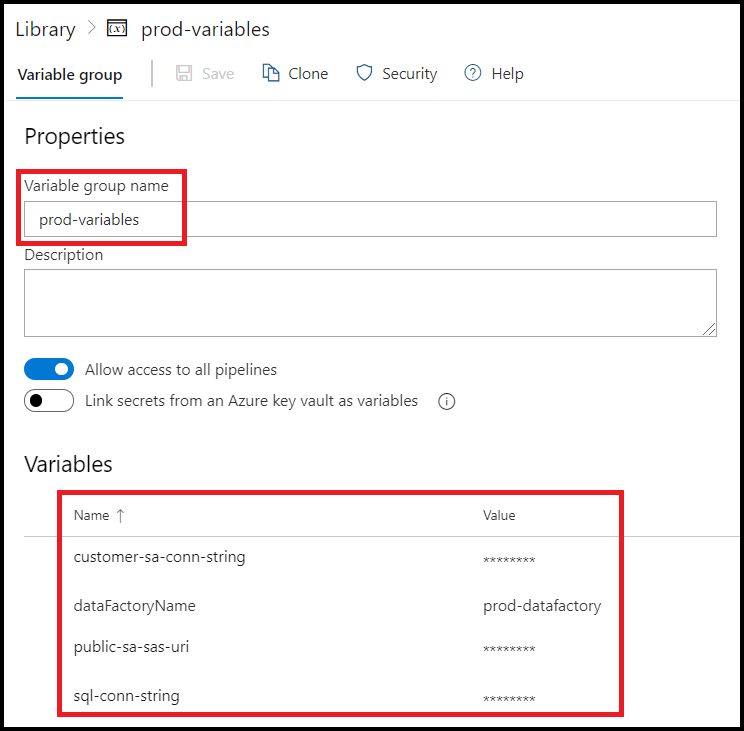 Library > prod-variables
Variable group Save Clone Security Help
Properties
Variable group name
prod-variables
Description
Allow access to all pipelines
Link secrets from an Azure key vault as variables
Variables
Name ↑ Value
customer-sa-conn-string ********
dataFactoryName prod-datafactory
public-sa-sas-uri ********
sql-conn-string ********